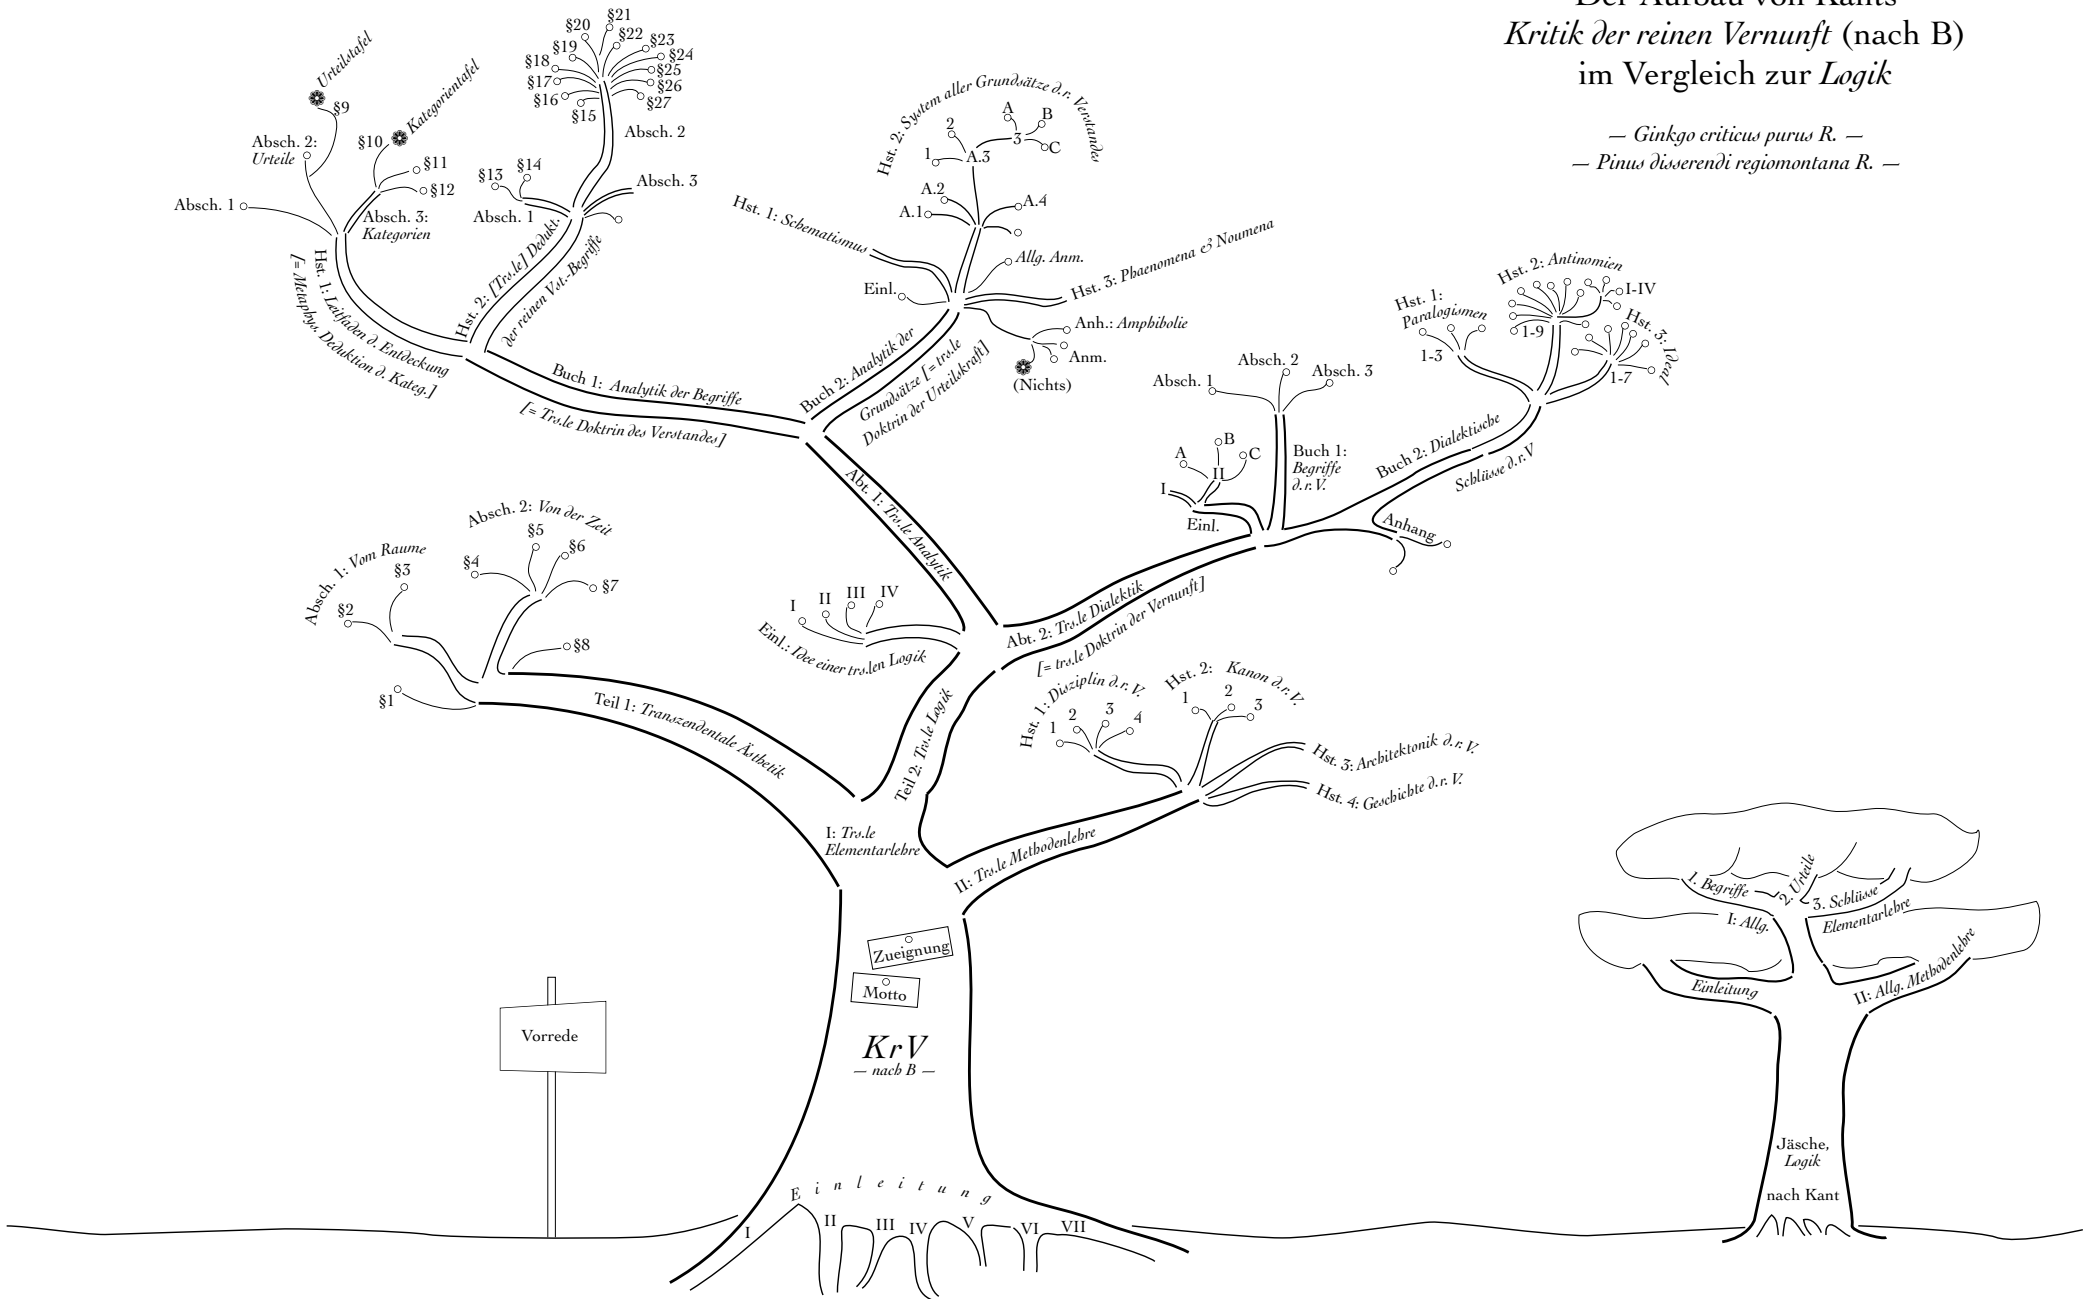 Der Aufbau von Kants
Kritik der reinen Vernunft (nach B)
im Vergleich zur Logik
— Ginkgo criticus purus R. —
— Pinus disserendi regiomontana R. —
Urteilstafel
§9
Absch. 2:
Urteile
Absch. 1
§10
Kategorientafel
§11
§12
Absch. 3:
Kategorien
Hst. 1: Leitfaden d. Entdeckung
[= Metaphys. Deduktion d. Kateg.]
§13
§14
Absch. 1
§15
§16
§17
§18
§19
§20
§21
§22
§23
§24
§25
§26
§27
Absch. 2
Absch. 3
Hst. 2: [Trs.le] Dedukt.
der reinen Vst.-Begriffe
Buch 1: Analytik der Begriffe
[= Trs.le Doktrin des Verstandes]
Hst. 2: System aller Grundsätze d.r. Verstandes
1
2
A.3
3
A
B
C
A.1
A.2
A.4
Hst. 1: Schematismus
Einl.
Allg. Anm.
Hst. 3: Phaenomena & Noumena
Anh.: Amphibolie
Anm.
(Nichts)
Buch 2: Analytik der
Grundsätze [= trs.le
Doktrin der Urteilskraft]
Abt. 1: Trs.le Analytik
Hst. 1:
Paralogismen
1-3
Hst. 2: Antinomien
I-IV
1-9
Hst. 3: Ideal
1-7
Absch. 1
Absch. 2
Absch. 3
A
B
C
II
I
Einl.
Buch 1:
Begriffe
d.r.V.
Buch 2: Dialektische
Schlüsse d.r.V
Anhang
Abt. 2: Trs.le Dialektik
[= trs.le Doktrin der Vernunft]
Absch. 1: Vom Raume
§2
§3
Absch. 2: Von der Zeit
§4
§5
§6
§7
§8
§1
Teil 1: Transzendentale Ästhetik
I
II
III
IV
Einl.: Idee einer trs.len Logik
Teil 2: Trs.le Logik
Hst. 1: Disziplin d.r.V.
1
2
3
4
Hst. 2: Kanon d.r.V.
1
2
3
Hst. 3: Architektonik d.r.V.
Hst. 4: Geschichte d.r.V.
I: Trs.le
Elementarlehre
II: Trs.le Methodenlehre
Zueignung
Motto
KrV
— nach B —
Vorrede
Einleitung
I
II
III
IV
V
VI
VII
1. Begriffe
2. Urteile
3. Schlüsse
I: Allg.
Elementarlehre
Einleitung
II: Allg. Methodenlehre
Jäsche,
Logik
nach Kant